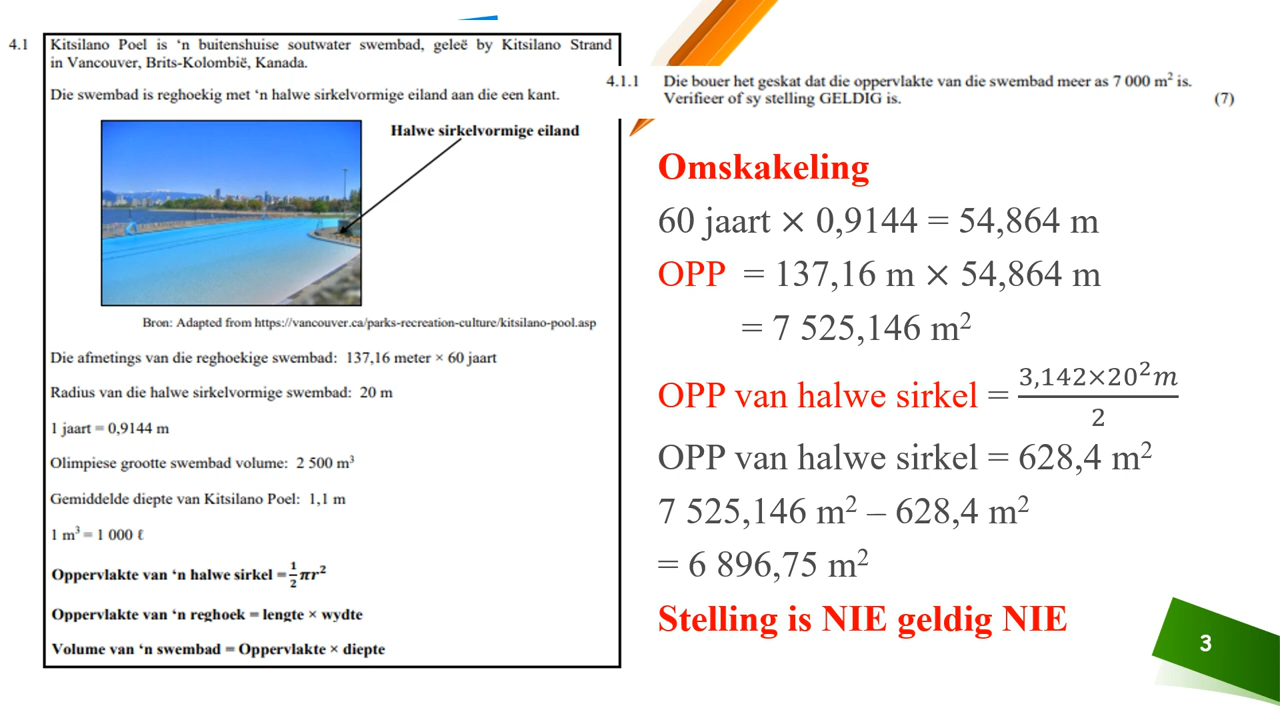 4.1 Kitsilano Poel is ‘n buitenshuise soutwater swembad, geleë by Kitsilano Strand
in Vancouver, Brits-Kolombië, Kanada.
Die swembad is reghoekig met ‘n halwe sirkelvormige eiland aan die een kant.
Halwe sirkelvormige eiland
Bron: Adapted from https://vancouver.ca/parks-recreation-culture/kitsilano-pool.asp
Die afmetings van die reghoekige swembad: 137,16 meter × 60 jaart
Radius van die halwe sirkelvormige swembad: 20 m
1 jaart = 0,9144 m
Olimpiese grootte swembad volume: 2 500 m³
Gemiddelde diepte van Kitsilano Poel: 1,1 m
1 m³ = 1 000 ℓ
Oppervlakte van ‘n halwe sirkel = 1/2 πr²
Oppervlakte van ‘n reghoek = lengte × wydte
Volume van ‘n swembad = Oppervlakte × diepte
4.1.1 Die bouer het geskat dat die oppervlakte van die swembad meer as 7 000 m² is.
Verifieer of sy stelling GELDIG is. (7)
Omskakeling
60 jaart × 0,9144 = 54,864 m
OPP = 137,16 m × 54,864 m
= 7 525,146 m²
OPP van halwe sirkel = 3,142×20²m / 2
OPP van halwe sirkel = 628,4 m²
7 525,146 m² – 628,4 m²
= 6 896,75 m²
Stelling is NIE geldig NIE
3